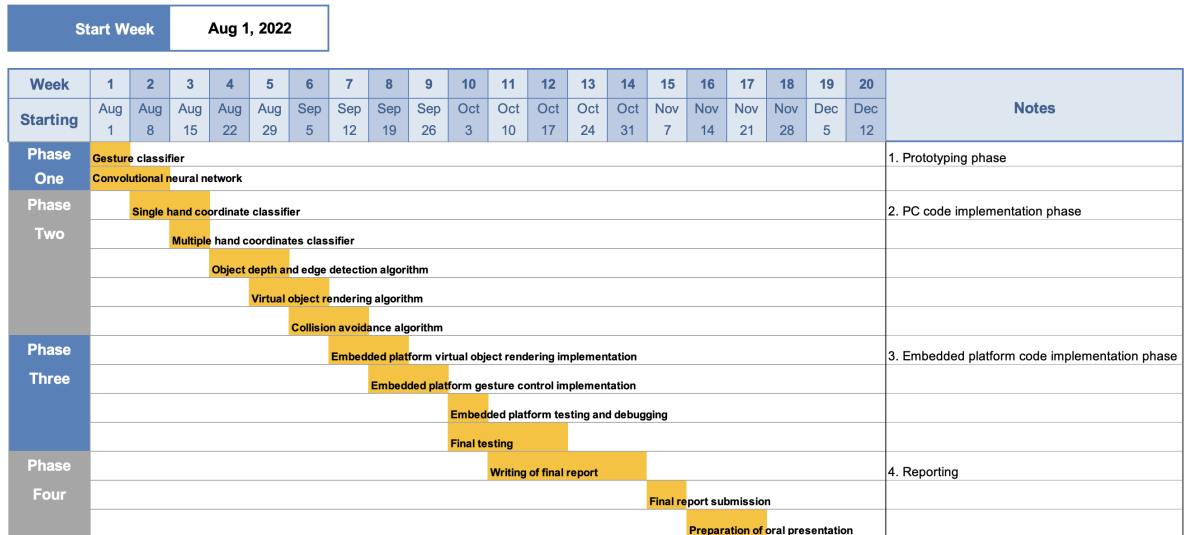 Start Week Aug 1, 2022
Week 1 2 3 4 5 6 7 8 9 10 11 12 13 14 15 16 17 18 19 20
Starting Aug Aug Aug Aug Aug Sep Sep Sep Sep Oct Oct Oct Oct Oct Nov Nov Nov Nov Dec Dec Notes
1 8 15 22 29 5 12 19 26 3 10 17 24 31 7 14 21 28 5 12
Phase One
Gesture classifier 1. Prototyping phase
Convolutional neural network
Phase Two
Single hand coordinate classifier 2. PC code implementation phase
Multiple hand coordinates classifier
Object depth and edge detection algorithm
Virtual object rendering algorithm
Collision avoidance algorithm
Phase Three
Embedded platform virtual object rendering implementation 3. Embedded platform code implementation phase
Embedded platform gesture control implementation
Embedded platform testing and debugging
Final testing
Phase Four
Writing of final report 4. Reporting
Final report submission
Preparation of oral presentation